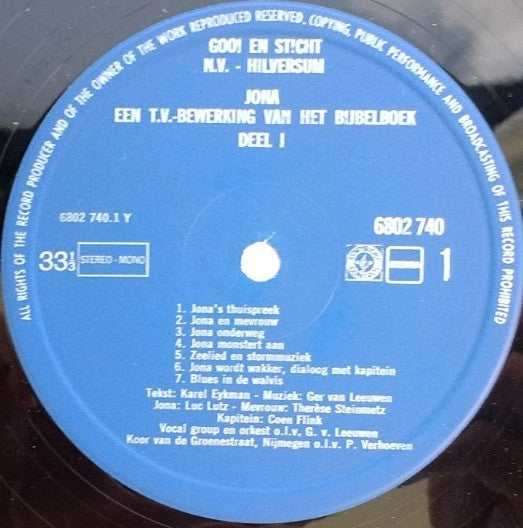 ALL RIGHTS OF THE RECORD PRODUCER AND OF THE OWNER OF THE WORK REPRODUCED RESERVED. COPYING, PUBLIC PERFORMANCE AND BROADCASTING OF THIS RECORD PROHIBITED
GOOI EN STICHT
N.V. - HILVERSUM
JONA
EEN T.V.-BEWERKING VAN HET BIJBELBOEK
DEEL I
6802 740.1 Y
6802 740
33⅓ STEREO-MONO
1
1. Jona's thuispreek
2. Jona en mevrouw
3. Jona onderweg
4. Jona monstert aan
5. Zeelied en stormmuziek
6. Jona wordt wakker, dialoog met kapitein
7. Blues in de walvis
Tekst: Karel Eykman - Muziek: Ger van Leeuwen
Jona: Luc Lutz - Mevrouw: Therèse Steinmetz
Kapitein: Coen Flink
Vocal group en orkest o.l.v. G. v. Leeuwen
Koor van de Groenestraat, Nijmegen o.l.v. P. Verhoeven